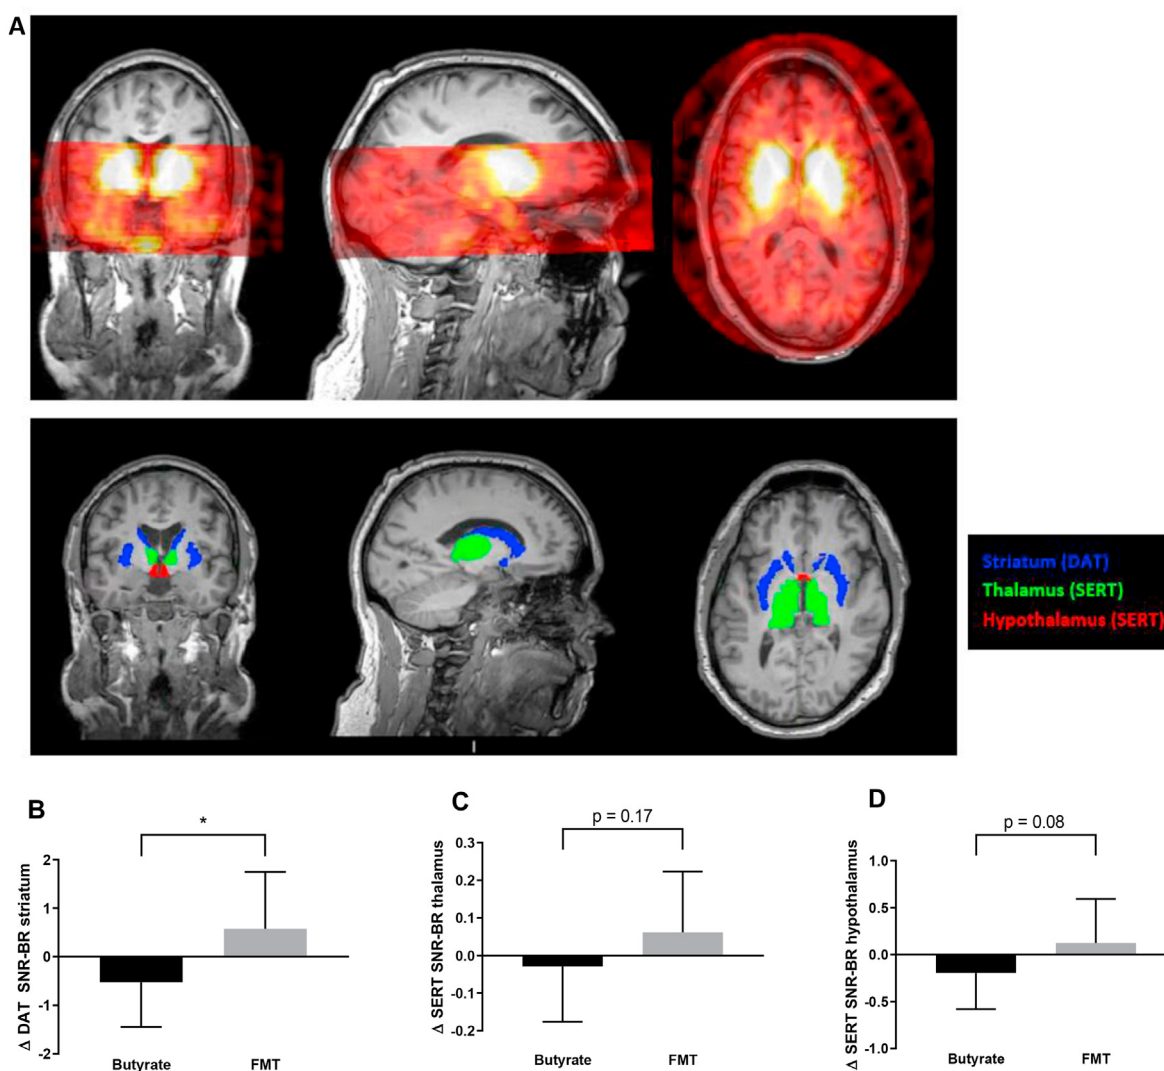 A
Striatum (DAT)
Thalamus (SERT)
Hypothalamus (SERT)
B
*
Δ DAT SNR-BR striatum
2
1
0
-1
-2
Butyrate
FMT
C
p = 0.17
Δ SERT SNR-BR thalamus
0.3
0.2
0.1
0.0
-0.1
-0.2
Butyrate
FMT
D
p = 0.08
Δ SERT SNR-BR hypothalamus
1.0
0.5
0.0
-0.5
-1.0
Butyrate
FMT